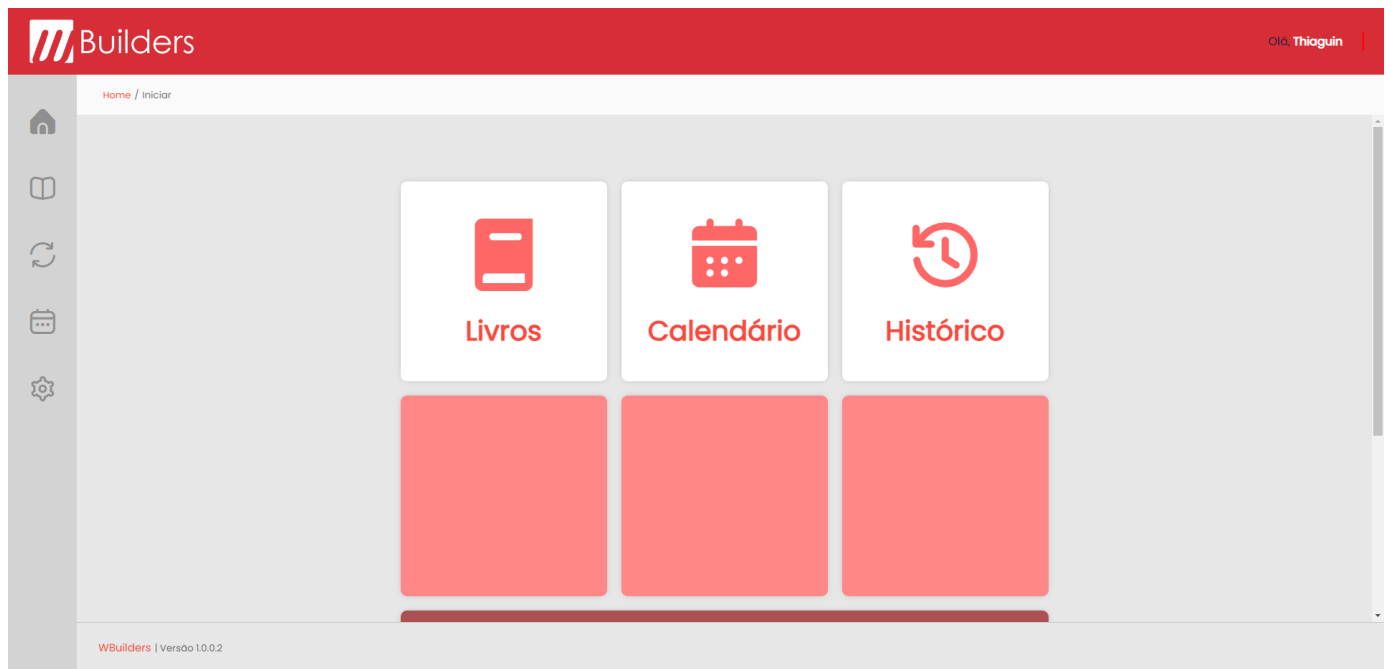 Builders
Olá, Thiaguin
Home / Iniciar
Livros
Calendário
Histórico
WBuilders | Versão 1.0.0.2